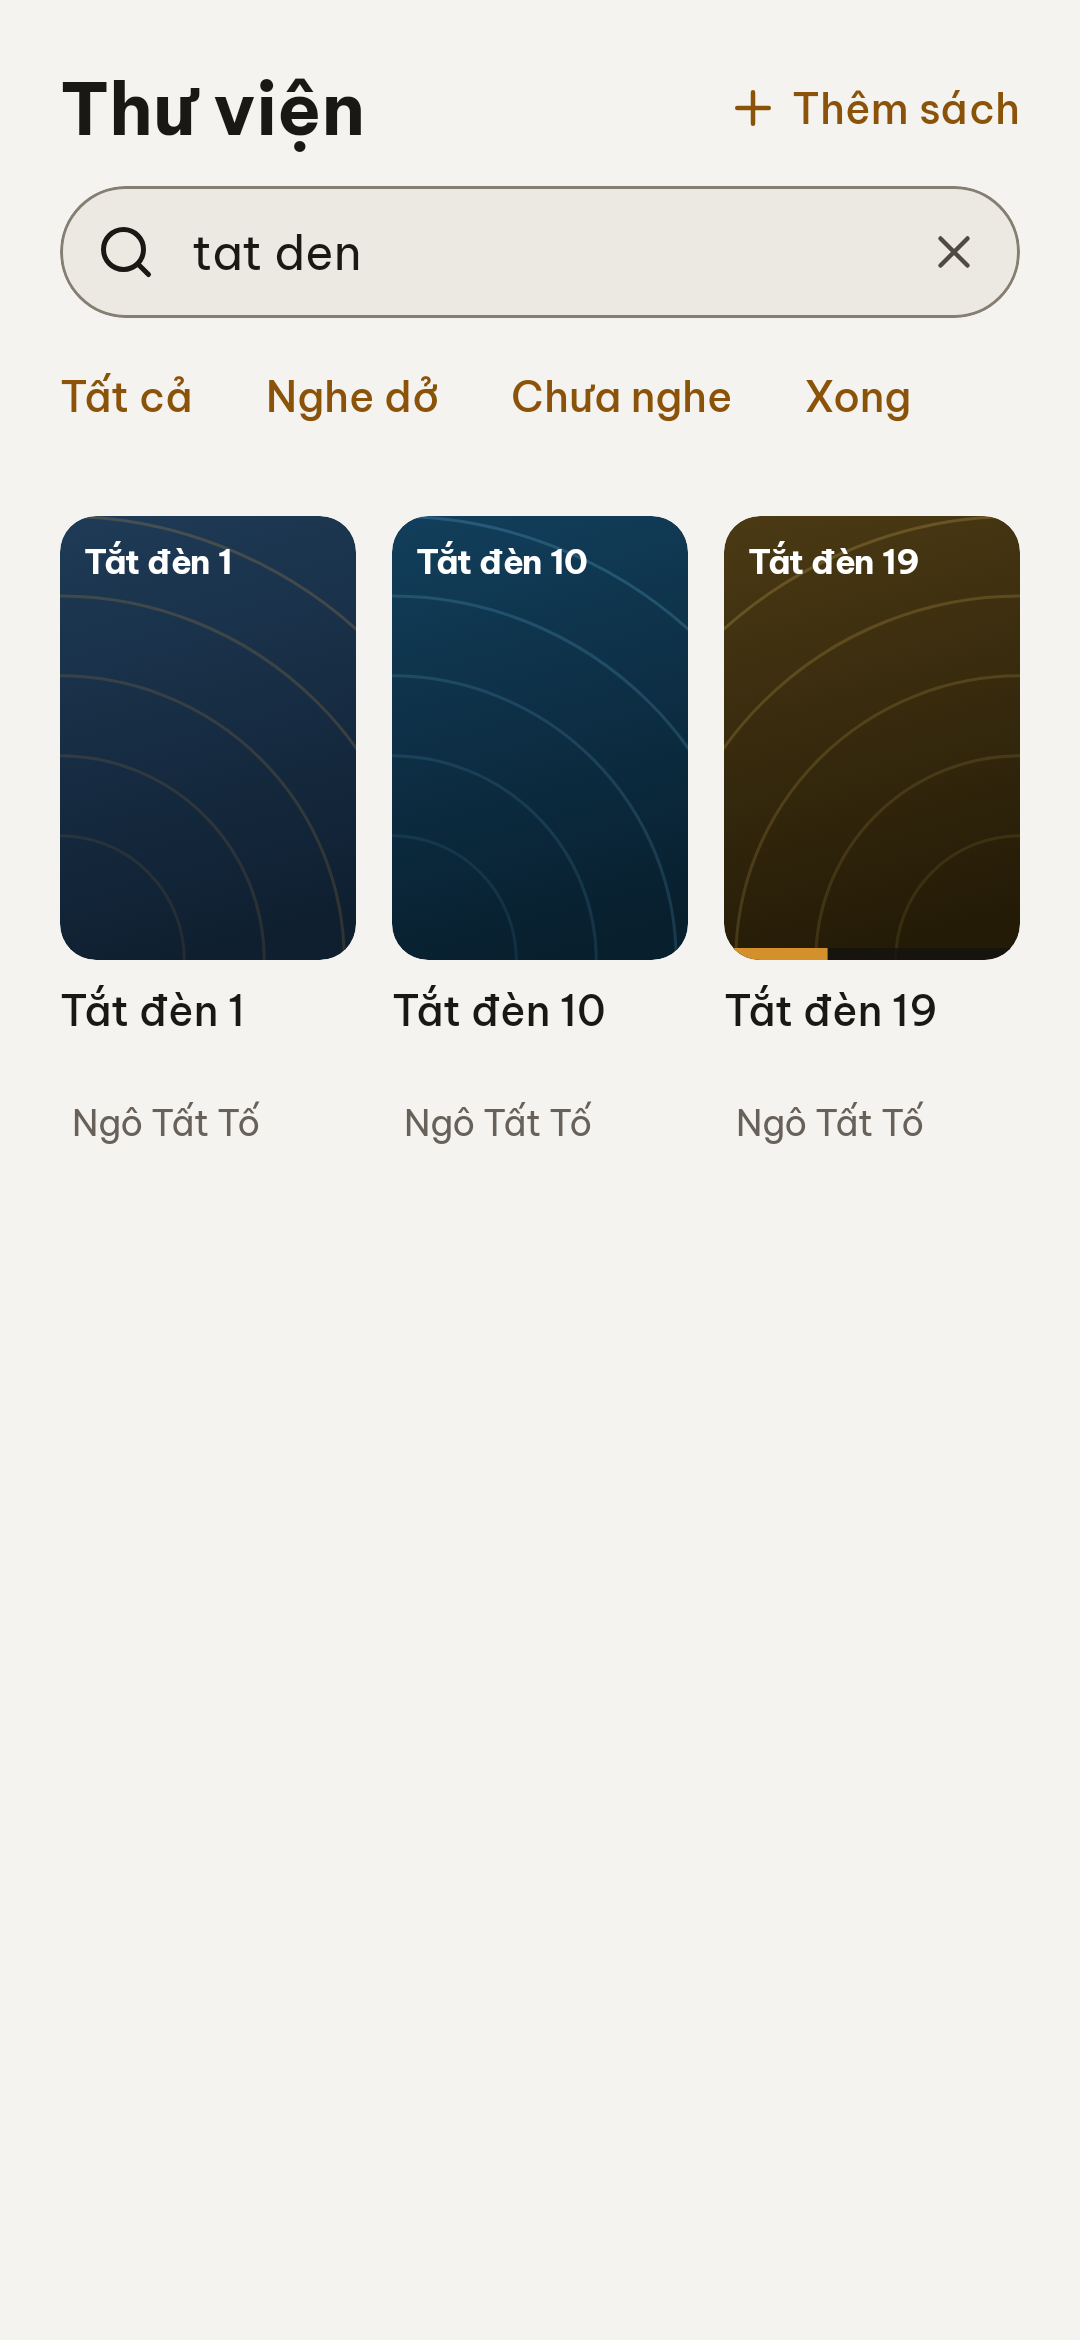 Thư viện
Thêm sách
tat den
Tất cả Nghe dở Chưa nghe Xong
Tắt đèn 1
Tắt đèn 10
Tắt đèn 19
Tắt đèn 1
Tắt đèn 10
Tắt đèn 19
Ngô Tất Tố
Ngô Tất Tố
Ngô Tất Tố